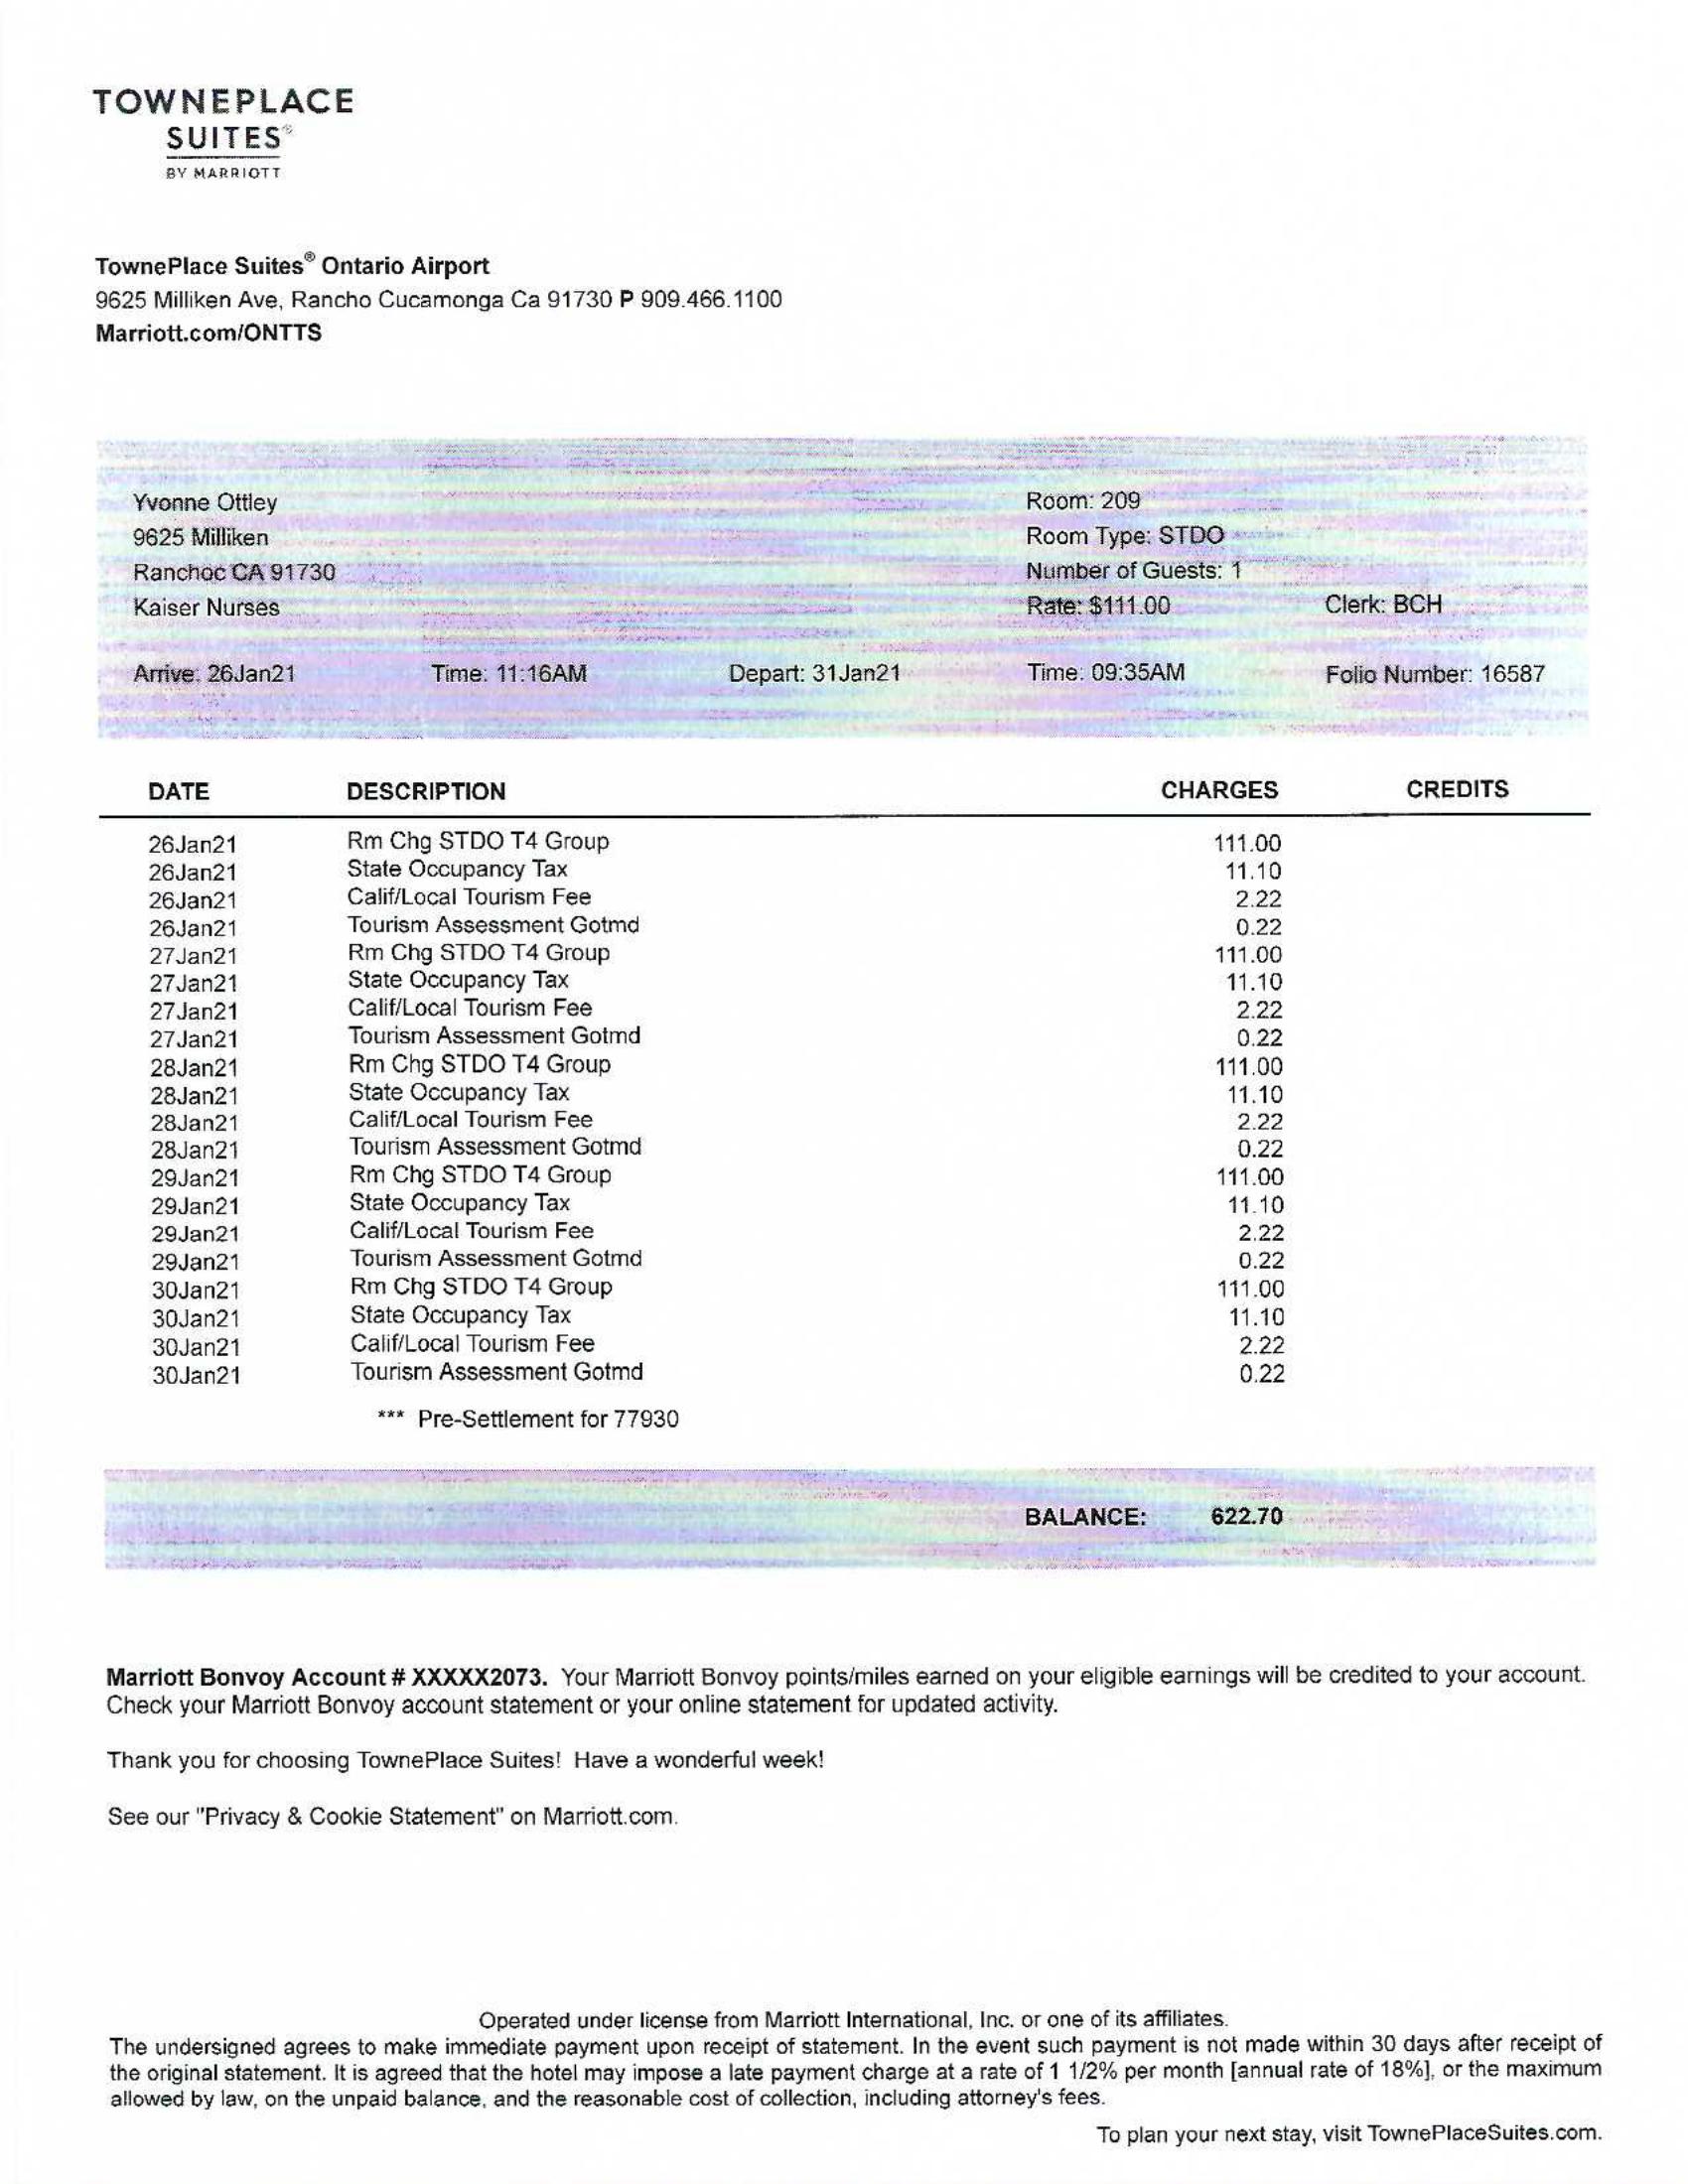 TOWNEPLACE
SUITES®
BY MARRIOTT
TownePlace Suites® Ontario Airport
9625 Milliken Ave, Rancho Cucamonga Ca 91730 P 909.466.1100
Marriott.com/ONTTS
Yvonne Ottley Room: 209
9625 Milliken Room Type: STDO
Ranchoc CA 91730 Number of Guests: 1
Kaiser Nurses Rate: $111.00 Clerk: BCH
Arrive: 26Jan21 Time: 11:16AM Depart: 31Jan21 Time: 09:35AM Folio Number: 16587
DATE DESCRIPTION CHARGES CREDITS
26Jan21 Rm Chg STDO T4 Group 111.00
26Jan21 State Occupancy Tax 11.10
26Jan21 Calif/Local Tourism Fee 2.22
26Jan21 Tourism Assessment Gotmd 0.22
27Jan21 Rm Chg STDO T4 Group 111.00
27Jan21 State Occupancy Tax 11.10
27Jan21 Calif/Local Tourism Fee 2.22
27Jan21 Tourism Assessment Gotmd 0.22
28Jan21 Rm Chg STDO T4 Group 111.00
28Jan21 State Occupancy Tax 11.10
28Jan21 Calif/Local Tourism Fee 2.22
28Jan21 Tourism Assessment Gotmd 0.22
29Jan21 Rm Chg STDO T4 Group 111.00
29Jan21 State Occupancy Tax 11.10
29Jan21 Calif/Local Tourism Fee 2.22
29Jan21 Tourism Assessment Gotmd 0.22
30Jan21 Rm Chg STDO T4 Group 111.00
30Jan21 State Occupancy Tax 11.10
30Jan21 Calif/Local Tourism Fee 2.22
30Jan21 Tourism Assessment Gotmd 0.22
*** Pre-Settlement for 77930
BALANCE: 622.70
Marriott Bonvoy Account # XXXXX2073. Your Marriott Bonvoy points/miles earned on your eligible earnings will be credited to your account.
Check your Marriott Bonvoy account statement or your online statement for updated activity.
Thank you for choosing TownePlace Suites! Have a wonderful week!
See our "Privacy & Cookie Statement" on Marriott.com.
Operated under license from Marriott International, Inc. or one of its affiliates.
The undersigned agrees to make immediate payment upon receipt of statement. In the event such payment is not made within 30 days after receipt of
the original statement. It is agreed that the hotel may impose a late payment charge at a rate of 1 1/2% per month [annual rate of 18%], or the maximum
allowed by law, on the unpaid balance, and the reasonable cost of collection, including attorney's fees.
To plan your next stay, visit TownePlaceSuites.com.